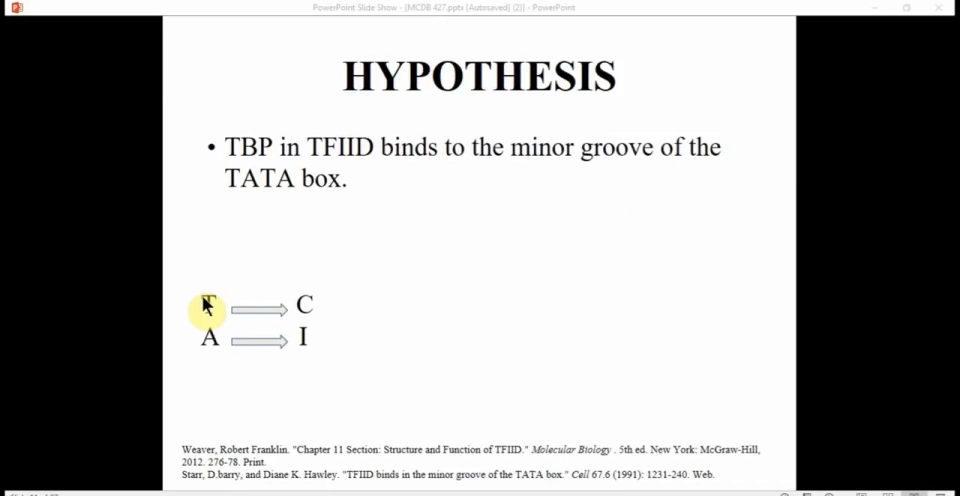 PowerPoint Slide Show - [MCDB 427.pptx [Autosaved] (2)] - PowerPoint
HYPOTHESIS
• TBP in TFIID binds to the minor groove of the
TATA box.
T C
A I
Weaver, Robert Franklin. "Chapter 11 Section: Structure and Function of TFIID." Molecular Biology . 5th ed. New York: McGraw-Hill,
2012. 276-78. Print.
Starr, D.barry, and Diane K. Hawley. "TFIID binds in the minor groove of the TATA box." Cell 67.6 (1991): 1231-240. Web.